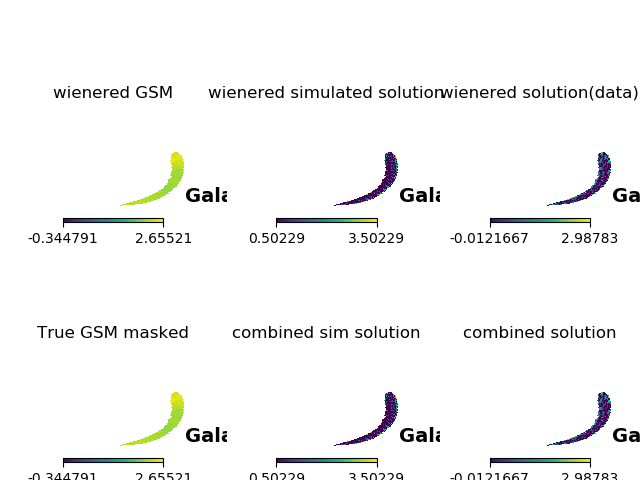 wienered GSM
wienered simulated solution
wienered solution(data)
Gala
Gala
Ga
-0.344791 2.65521
0.50229 3.50229
-0.0121667 2.98783
True GSM masked
combined sim solution
combined solution
Gala
Gala
Ga
-0.344791 2.65521
0.50229 3.50229
-0.0121667 2.98783